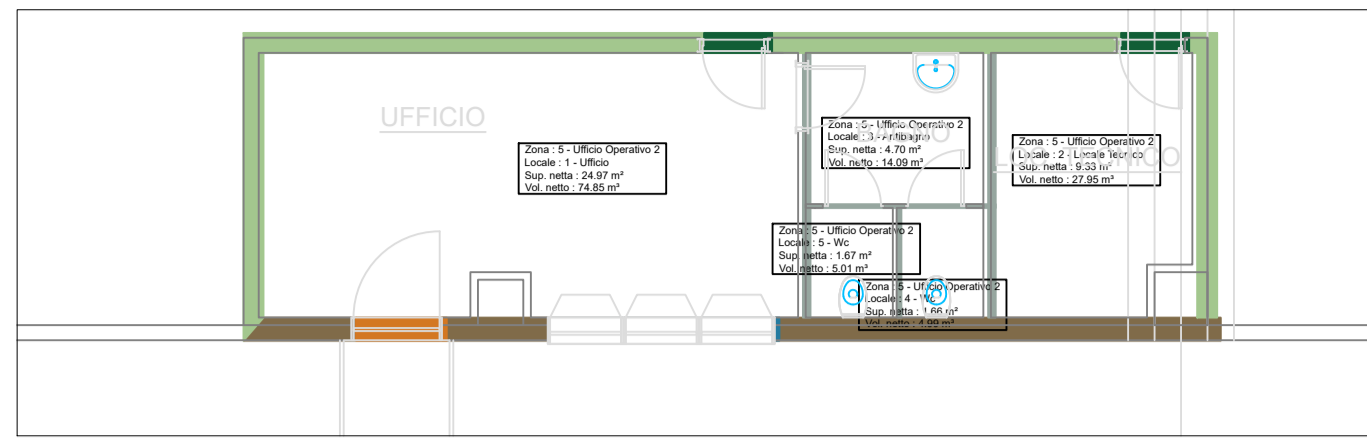 UFFICIO
Zona : 5 - Ufficio Operativo 2
Locale : 1 - Ufficio
Sup. netta : 24.97 m²
Vol. netto : 74.85 m³
BAGNO
Zona : 5 - Ufficio Operativo 2
Locale : 3 - Antibagno
Sup. netta : 4.70 m²
Vol. netto : 14.09 m³
LOC. TECNICO
Zona : 5 - Ufficio Operativo 2
Locale : 2 - Locale Tecnico
Sup. netta : 9.33 m²
Vol. netto : 27.95 m³
Zona : 5 - Ufficio Operativo 2
Locale : 5 - Wc
Sup. netta : 1.67 m²
Vol. netto : 5.01 m³
Zona : 5 - Ufficio Operativo 2
Locale : 4 - Wc
Sup. netta : 1.66 m²
Vol. netto : 4.99 m³